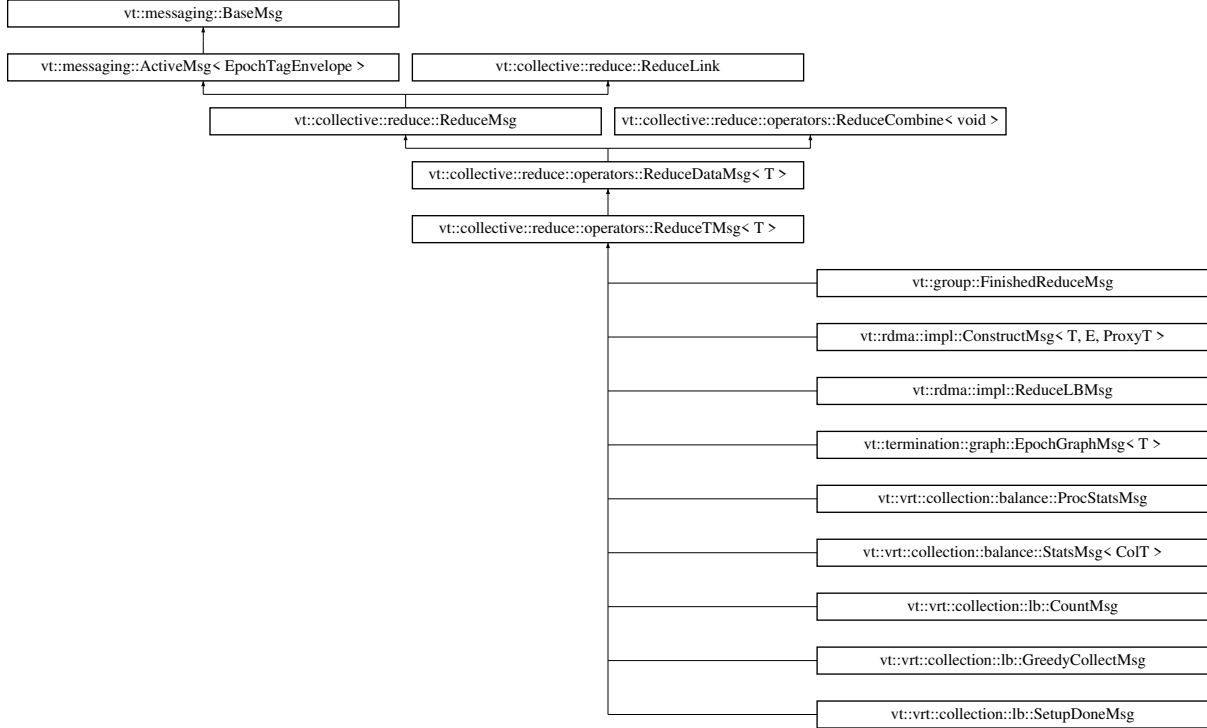 vt::messaging::BaseMsg
vt::messaging::ActiveMsg< EpochTagEnvelope >
vt::collective::reduce::ReduceLink
vt::collective::reduce::ReduceMsg
vt::collective::reduce::operators::ReduceCombine< void >
vt::collective::reduce::operators::ReduceDataMsg< T >
vt::collective::reduce::operators::ReduceTMsg< T >
vt::group::FinishedReduceMsg
vt::rdma::impl::ConstructMsg< T, E, ProxyT >
vt::rdma::impl::ReduceLBMsg
vt::termination::graph::EpochGraphMsg< T >
vt::vrt::collection::balance::ProcStatsMsg
vt::vrt::collection::balance::StatsMsg< ColT >
vt::vrt::collection::lb::CountMsg
vt::vrt::collection::lb::GreedyCollectMsg
vt::vrt::collection::lb::SetupDoneMsg